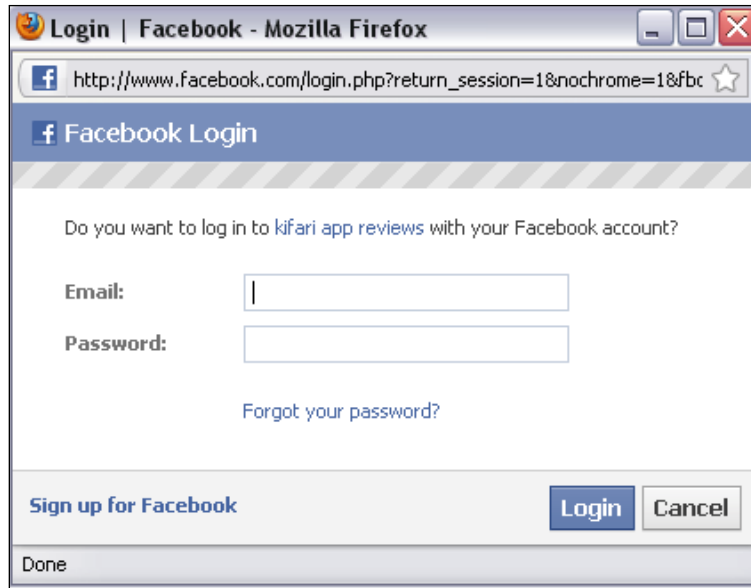 Login | Facebook - Mozilla Firefox
http://www.facebook.com/login.php?return_session=1&nochrome=1&fbc
Facebook Login
Do you want to log in to kifari app reviews with your Facebook account?
Email:
Password:
Forgot your password?
Sign up for Facebook
Login
Cancel
Done